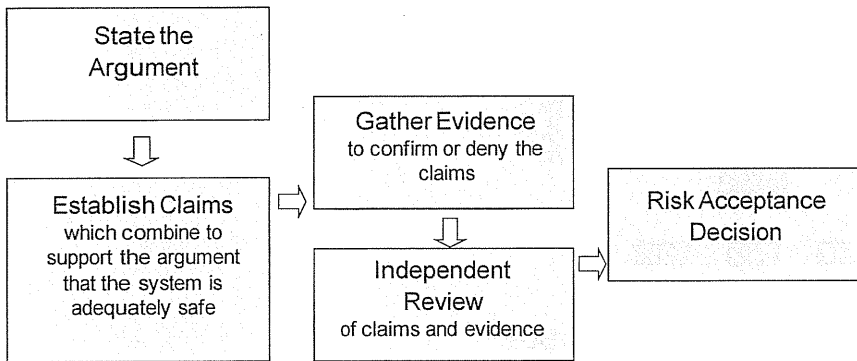 State the
Argument
Establish Claims
which combine to
support the argument
that the system is
adequately safe
Gather Evidence
to confirm or deny the
claims
Independent
Review
of claims and evidence
Risk Acceptance
Decision